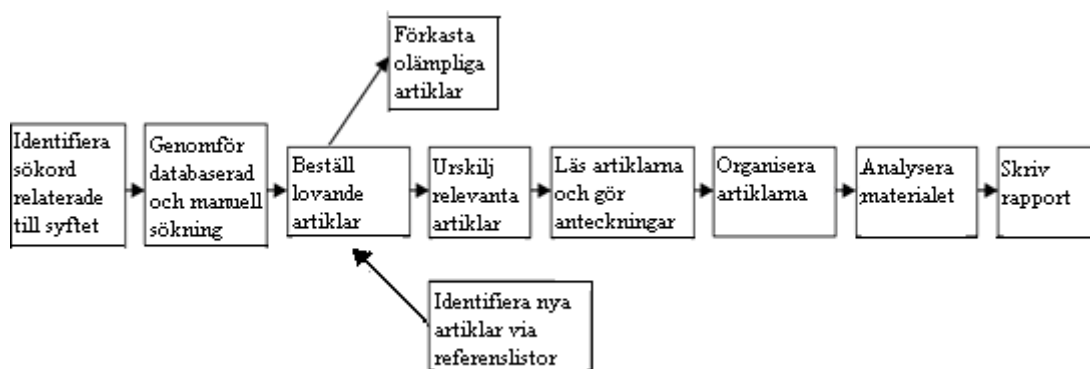 Förkasta
olämpliga
artiklar
Identifiera
sökord
relaterade
till syftet
Genomför
databaserad
och manuell
sökning
Beställ
lovande
artiklar
Urskilj
relevanta
artiklar
Läs artiklarna
och gör
anteckningar
Organisera
artiklarna
Analysera
materialet
Skriv
rapport
Identifiera nya
artiklar via
referenslistor